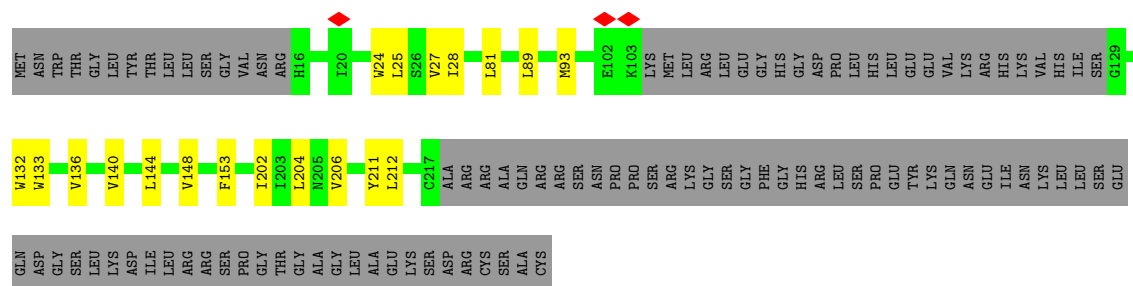 MET ASN TRP THR GLY LEU TYR THR LEU LEU SER GLY VAL ASN ARG H16 I20 W24 L25 S26 V27 I28 L81 L89 M93 E102 K103 LYS MET LEU ARG LEU GLU GLY HIS GLY ASP PRO LEU HIS LEU GLU GLU VAL LYS ARG HIS LYS VAL HIS ILE SER G129
W132 W133 V136 V140 L144 V148 F153 I202 I203 L204 N205 V206 Y211 L212 C217 ALA ARG ARG ALA GLN ARG ARG SER ASN PRO PRO SER ARG LYS GLY SER GLY PHE GLY HIS ARG LEU SER PRO GLU TYR LYS GLN ASN GLU ILE ASN LYS LEU LEU SER GLU
GLN ASP GLY SER LEU LYS ASP ILE LEU ARG ARG SER PRO GLY THR GLY ALA GLY LEU ALA GLU LYS SER ASP ARG CYS SER ALA CYS